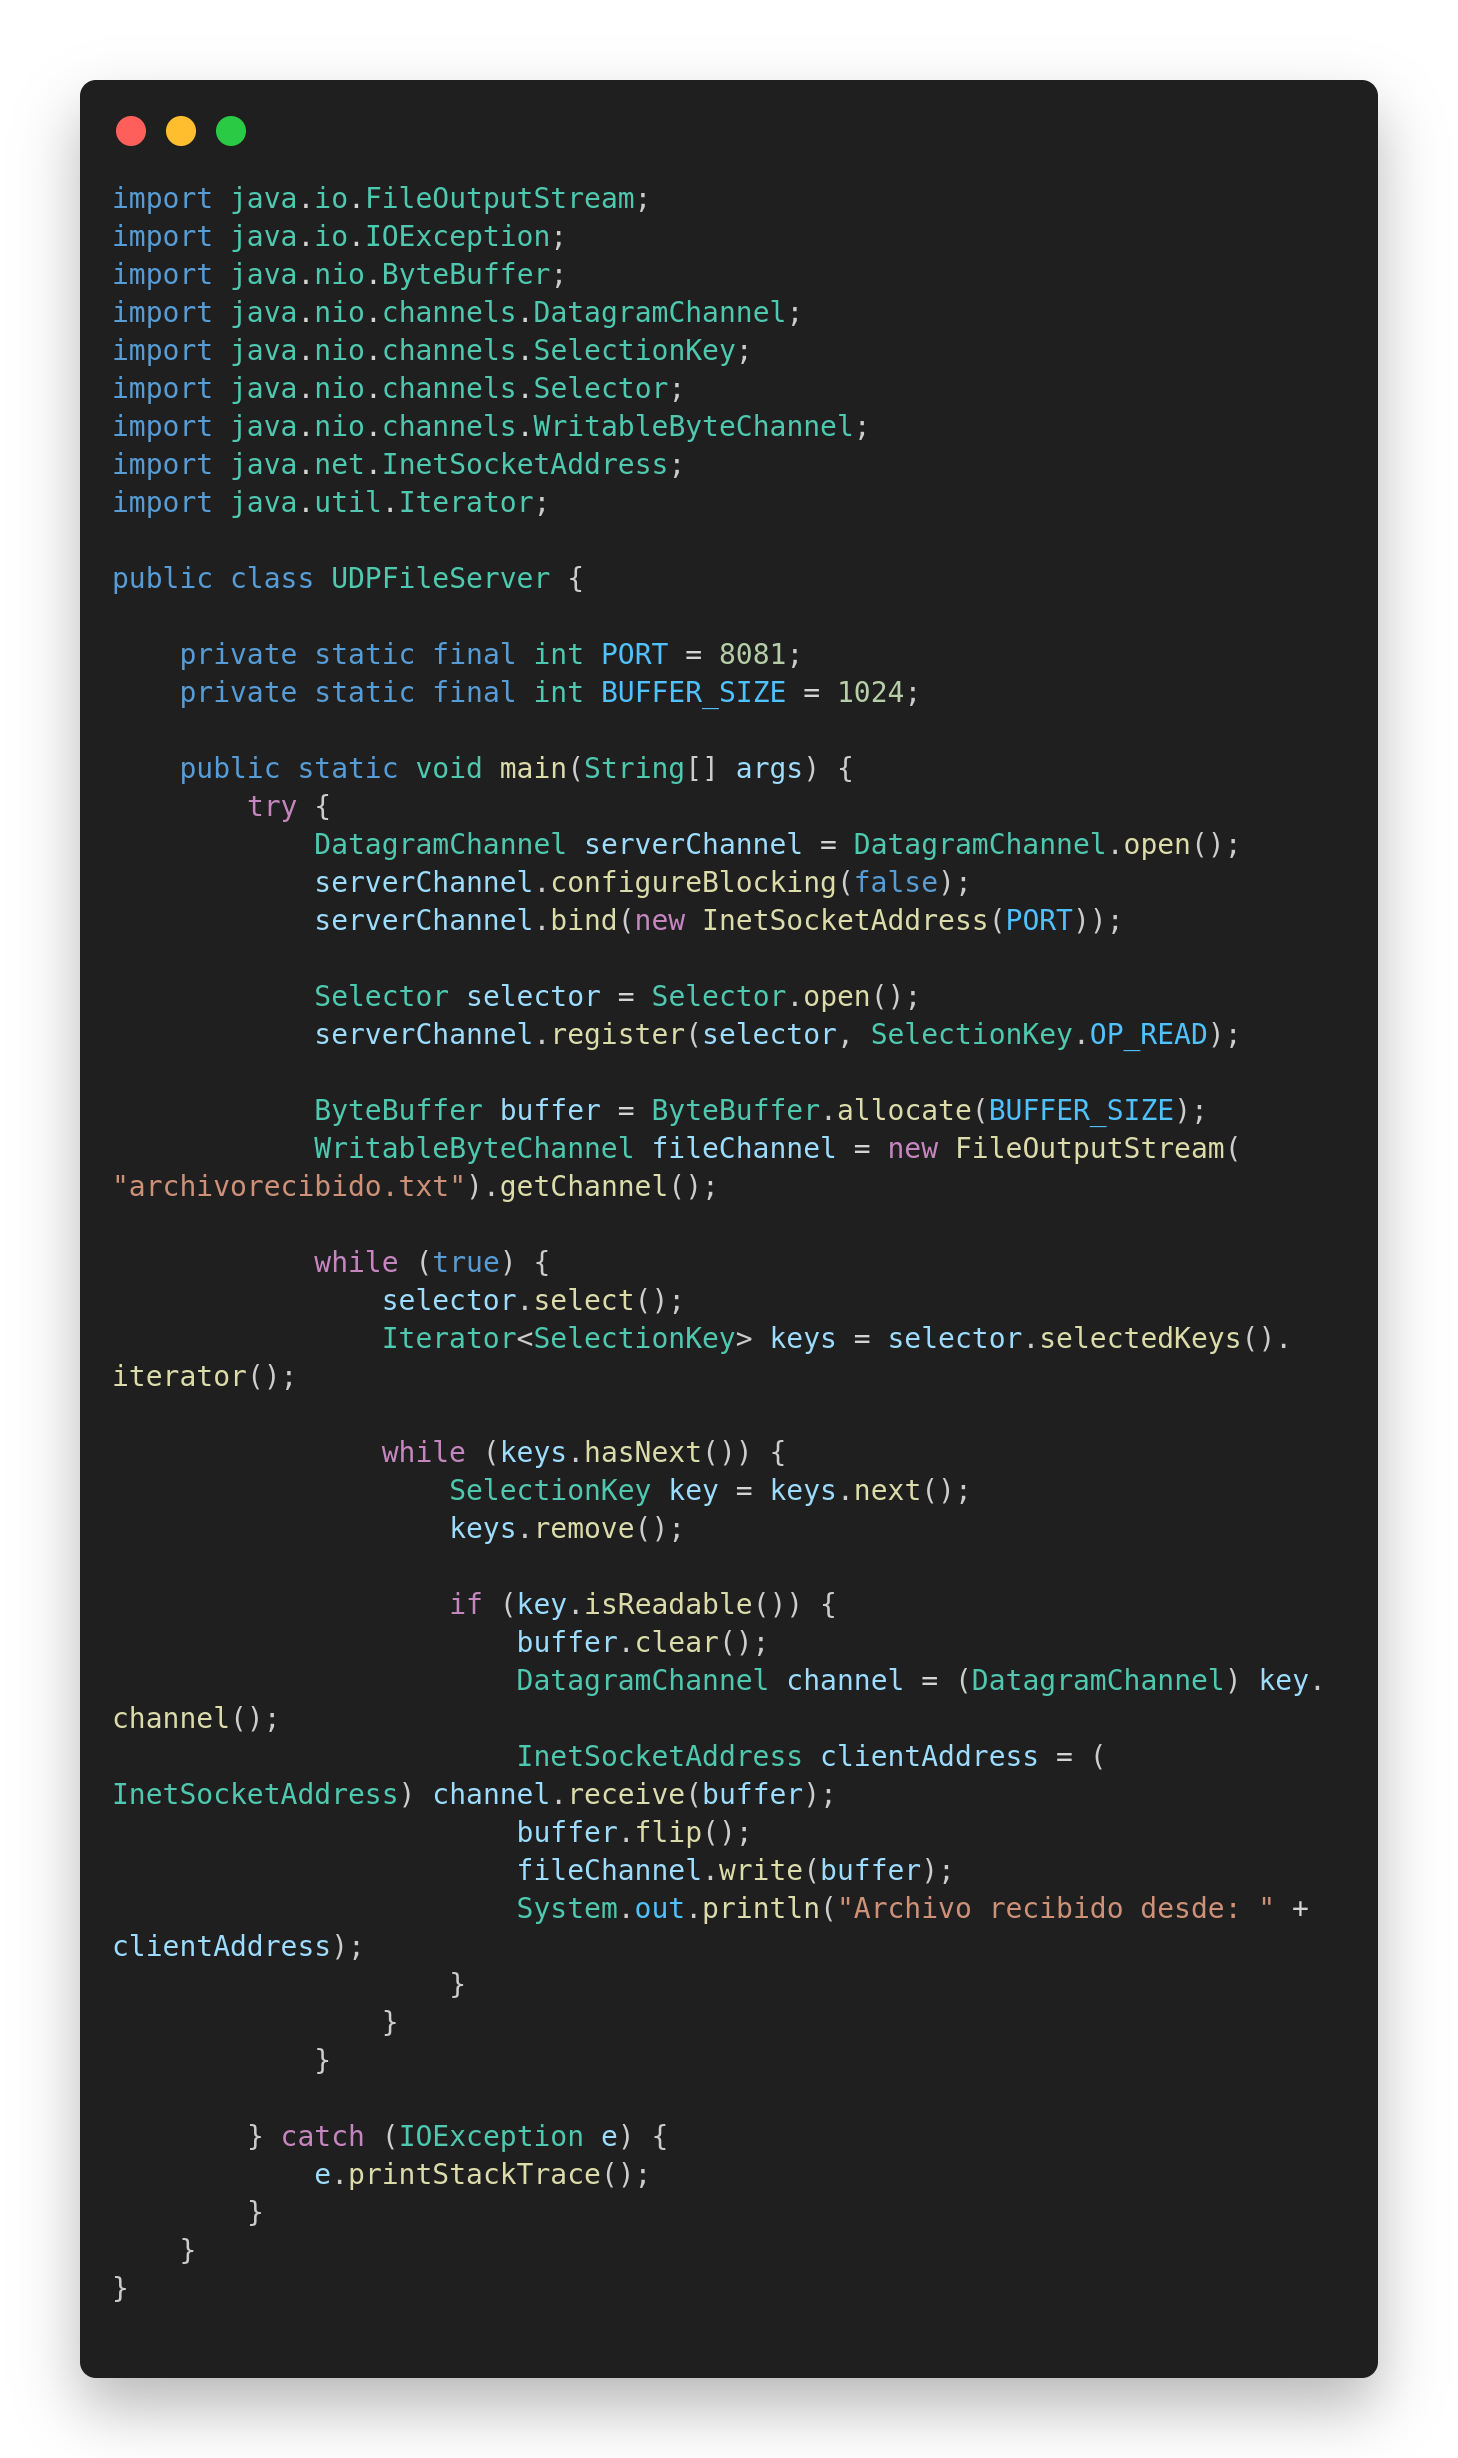 import java.io.FileOutputStream;
import java.io.IOException;
import java.nio.ByteBuffer;
import java.nio.channels.DatagramChannel;
import java.nio.channels.SelectionKey;
import java.nio.channels.Selector;
import java.nio.channels.WritableByteChannel;
import java.net.InetSocketAddress;
import java.util.Iterator;

public class UDPFileServer {

    private static final int PORT = 8081;
    private static final int BUFFER_SIZE = 1024;

    public static void main(String[] args) {
        try {
            DatagramChannel serverChannel = DatagramChannel.open();
            serverChannel.configureBlocking(false);
            serverChannel.bind(new InetSocketAddress(PORT));

            Selector selector = Selector.open();
            serverChannel.register(selector, SelectionKey.OP_READ);

            ByteBuffer buffer = ByteBuffer.allocate(BUFFER_SIZE);
            WritableByteChannel fileChannel = new FileOutputStream(
"archivorecibido.txt").getChannel();

            while (true) {
                selector.select();
                Iterator<SelectionKey> keys = selector.selectedKeys().
iterator();

                while (keys.hasNext()) {
                    SelectionKey key = keys.next();
                    keys.remove();

                    if (key.isReadable()) {
                        buffer.clear();
                        DatagramChannel channel = (DatagramChannel) key.
channel();
                        InetSocketAddress clientAddress = (
InetSocketAddress) channel.receive(buffer);
                        buffer.flip();
                        fileChannel.write(buffer);
                        System.out.println("Archivo recibido desde: " +
clientAddress);
                    }
                }
            }

        } catch (IOException e) {
            e.printStackTrace();
        }
    }
}